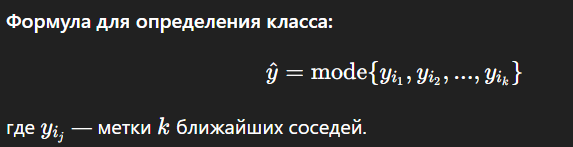 Формула для определения класса:
ŷ = mode{y_{i_1}, y_{i_2}, ..., y_{i_k}}
где y_{i_j} — метки k ближайших соседей.